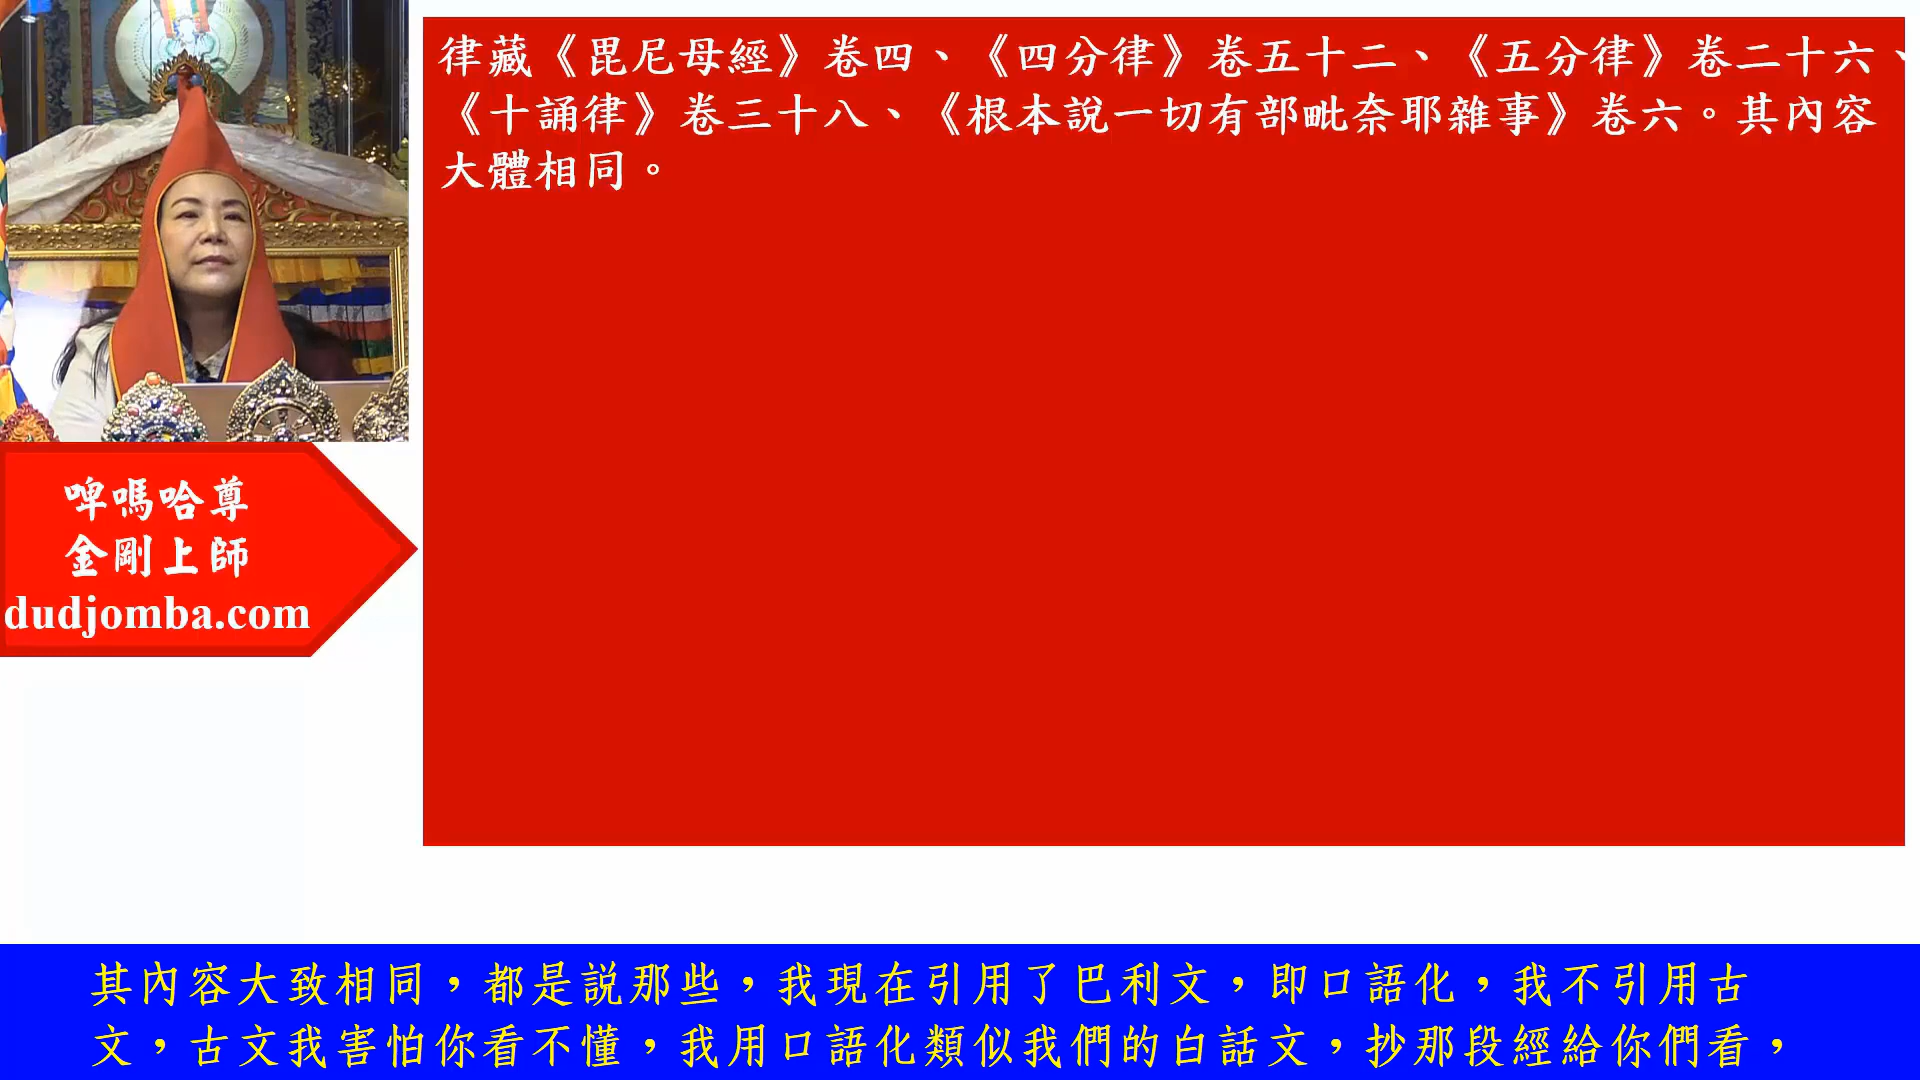 律藏《毘尼母經》卷四、《四分律》卷五十二、《五分律》卷二十六、
《十誦律》卷三十八、《根本說一切有部毗奈耶雜事》卷六。其內容
大體相同。
啤嗎哈尊
金剛上師
dudjomba.com
其內容大致相同，都是説那些，我現在引用了巴利文，即口語化，我不引用古
文，古文我害怕你看不懂，我用口語化類似我們的白話文，抄那段經給你們看，